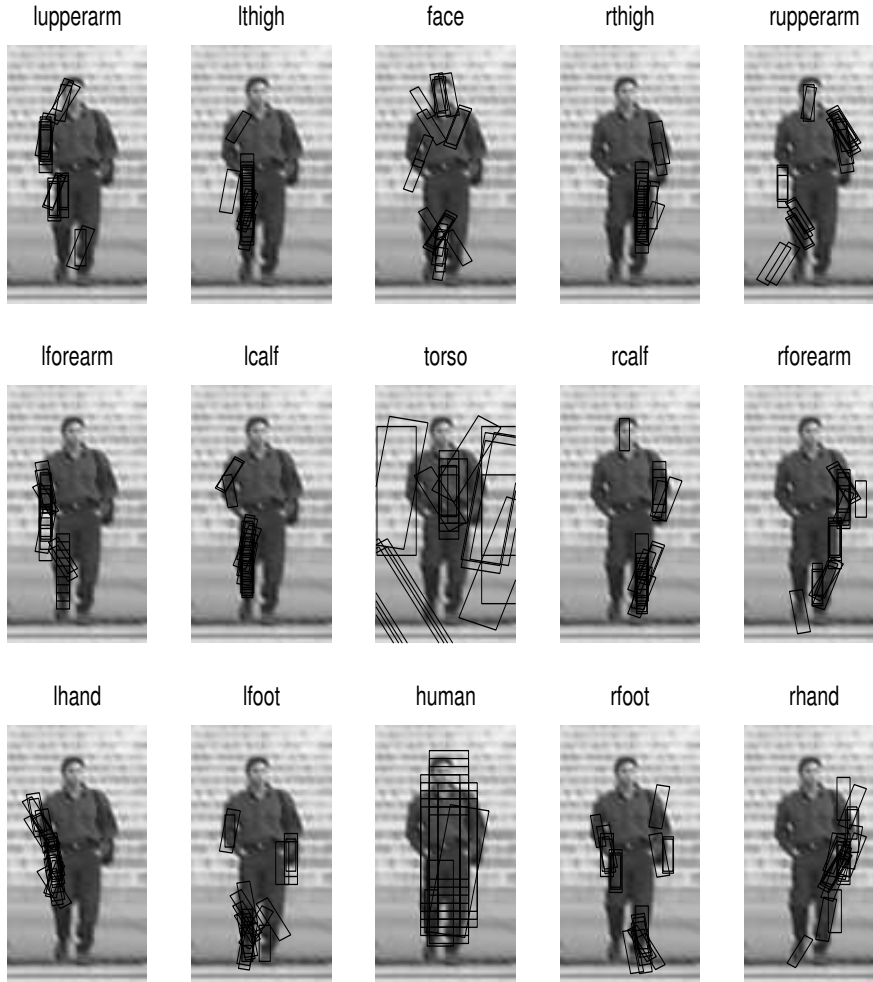 lupperarm lthigh face rthigh rupperarm
lforearm lcalf torso rcalf rforearm
lhand lfoot human rfoot rhand